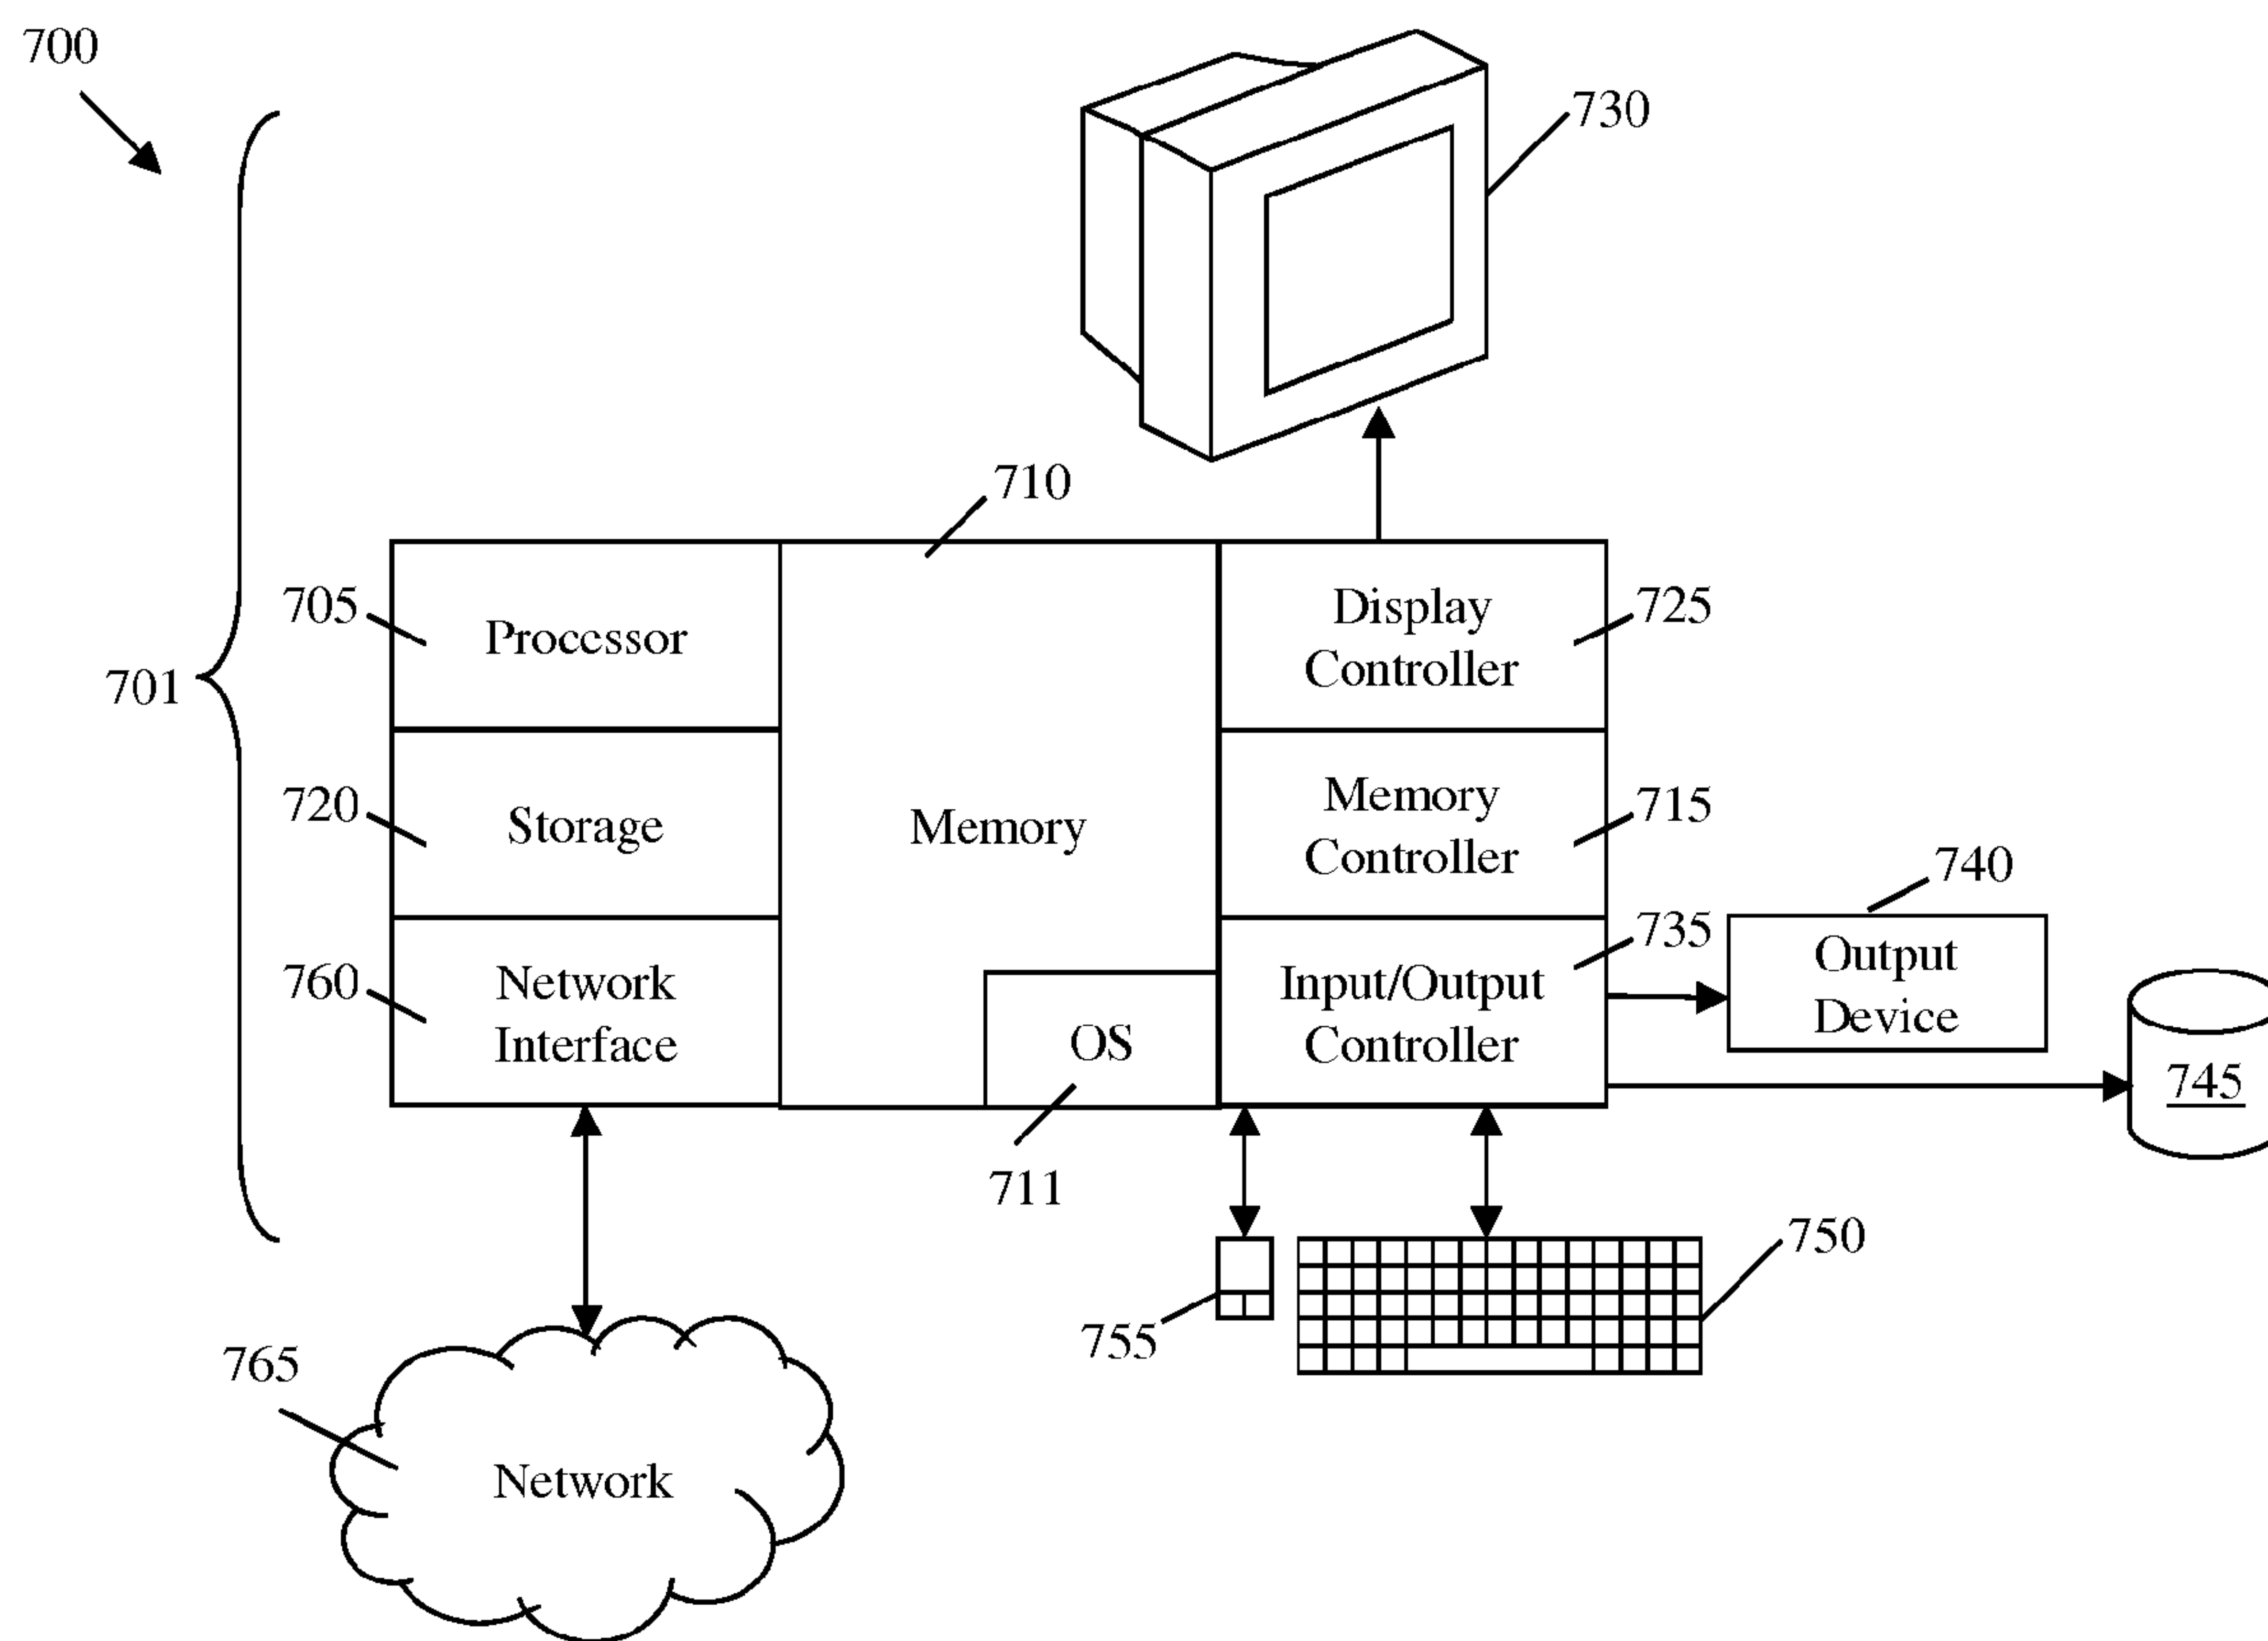 700
730
710
705
Processor
Display
Controller
725
701
720
Storage
Memory
Memory
Controller
715
740
735
760
Network
Interface
OS
Input/Output
Controller
Output
Device
745
711
750
755
765
Network